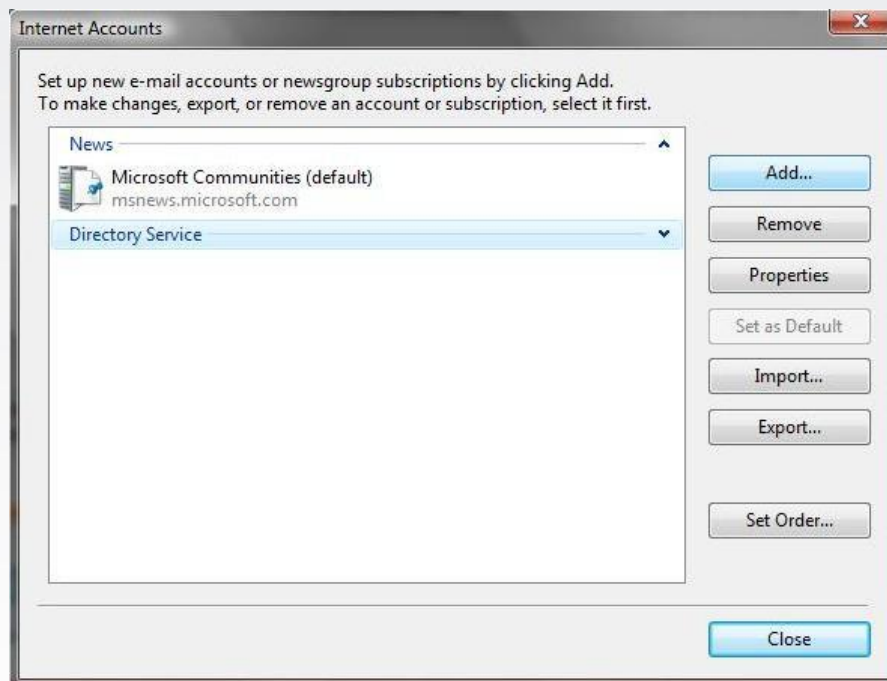 Internet Accounts
Set up new e-mail accounts or newsgroup subscriptions by clicking Add.
To make changes, export, or remove an account or subscription, select it first.
News
Microsoft Communities (default)
msnews.microsoft.com
Directory Service
Add...
Remove
Properties
Set as Default
Import...
Export...
Set Order...
Close